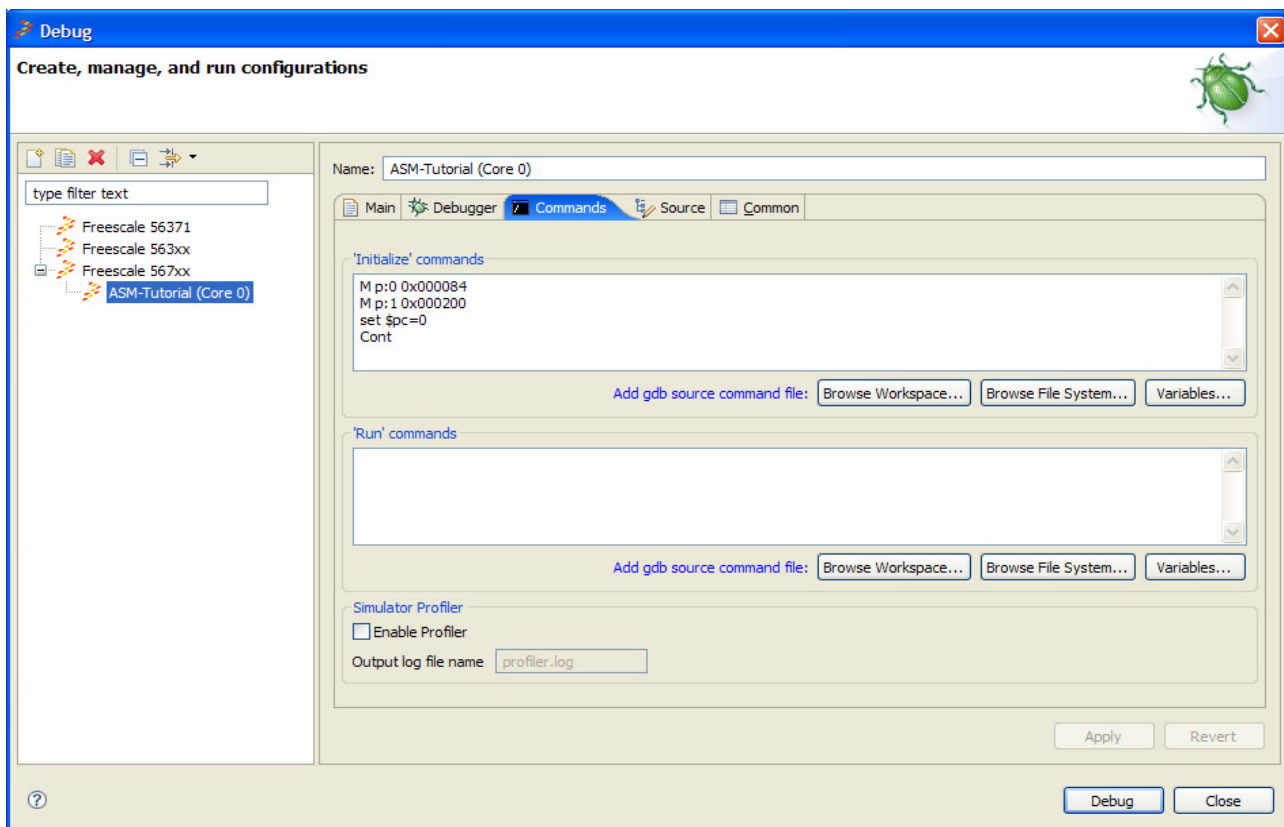 Debug
Create, manage, and run configurations
type filter text
Freescale 56371
Freescale 563xx
Freescale 567xx
ASM-Tutorial (Core 0)
Name: ASM-Tutorial (Core 0)
Main Debugger Commands Source Common
'Initialize' commands
M p:0 0x000084
M p:1 0x000200
set $pc=0
Cont
Add gdb source command file: Browse Workspace... Browse File System... Variables...
'Run' commands
Add gdb source command file: Browse Workspace... Browse File System... Variables...
Simulator Profiler
Enable Profiler
Output log file name profiler.log
Apply Revert
? Debug Close